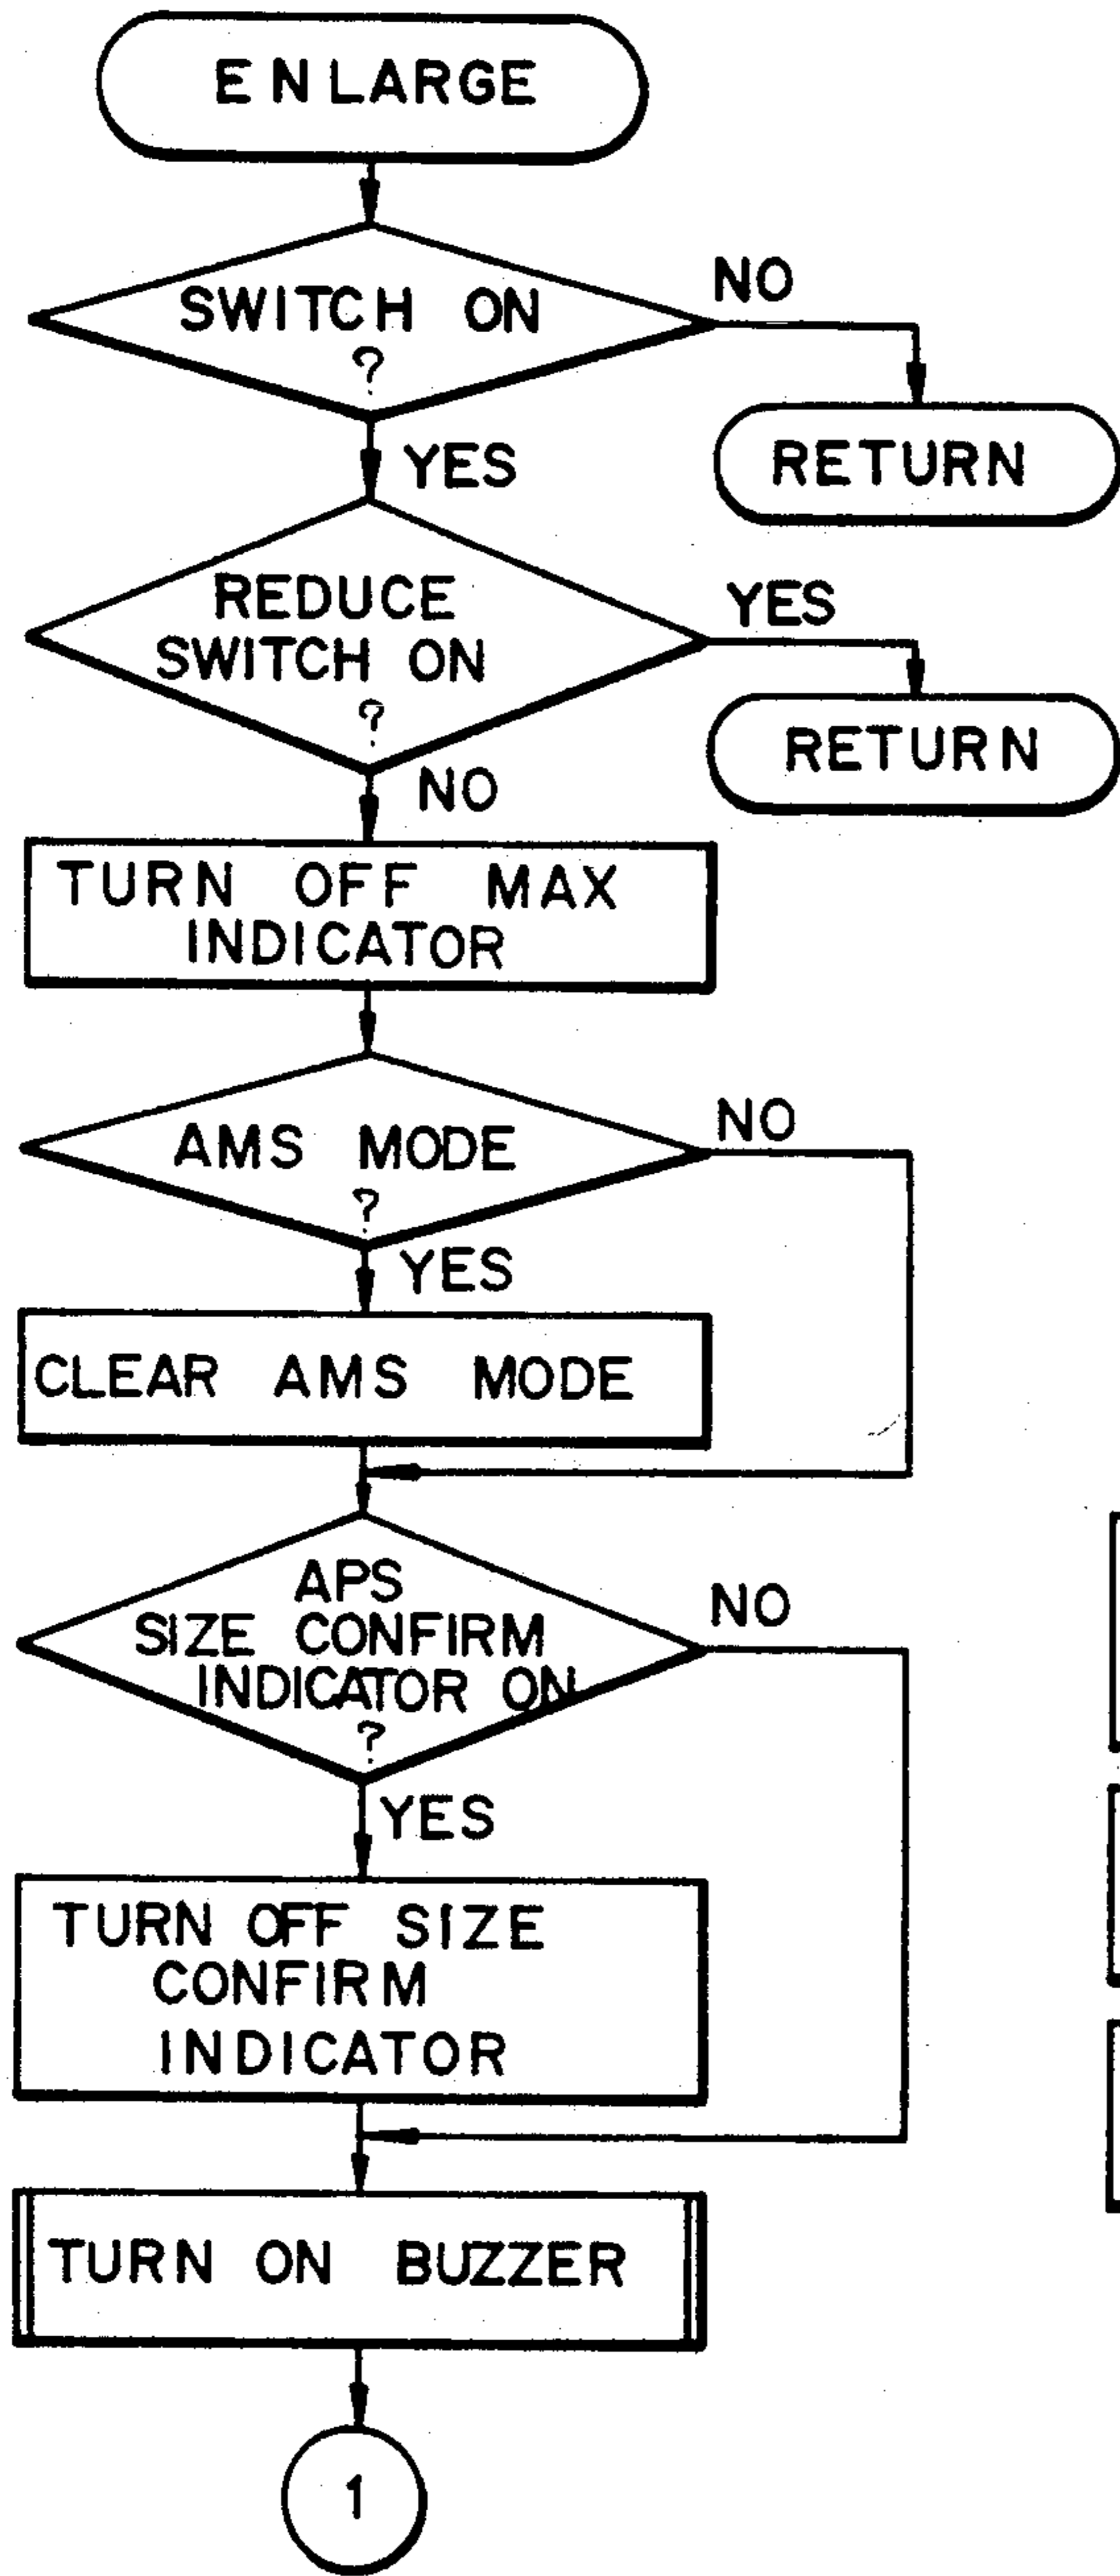 ENLARGE
SWITCH ON
?
NO
RETURN
YES
REDUCE
SWITCH ON
?
YES
RETURN
NO
TURN OFF MAX
INDICATOR
AMS MODE
?
NO
YES
CLEAR AMS MODE
APS
SIZE CONFIRM
INDICATOR ON
?
NO
YES
TURN OFF SIZE
CONFIRM
INDICATOR
TURN ON BUZZER
1